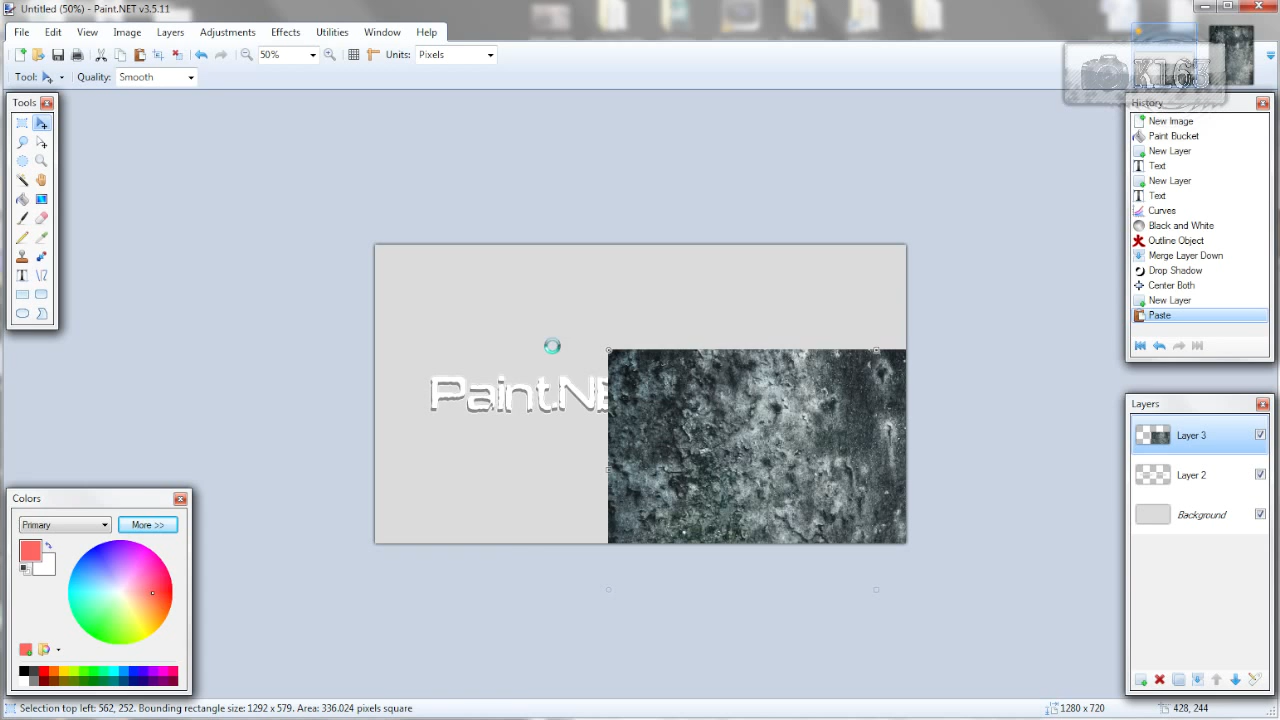 Untitled (50%) - Paint.NET v3.5.11
File Edit View Image Layers Adjustments Effects Utilities Window Help
50% Units: Pixels
Tool: Quality: Smooth
K163
Tools
History
New Image
Paint Bucket
New Layer
Text
New Layer
Text
Curves
Black and White
Outline Object
Merge Layer Down
Drop Shadow
Center Both
New Layer
Paste
Paint.NE
Layers
Layer 3
Layer 2
Background
Colors
Primary More >>
Selection top left: 562, 252. Bounding rectangle size: 1292 x 579. Area: 336.024 pixels square 1280 x 720 428, 244